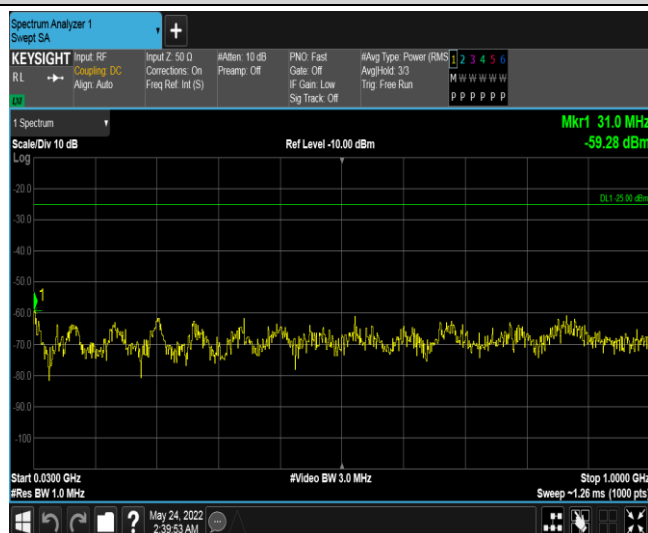 Spectrum Analyzer 1
Swept SA
+
KEYSIGHT Input: RF Input Z: 50 Ω #Atten: 10 dB PNO: Fast #Avg Type: Power (RMS 1 2 3 4 5 6
RL Coupling: DC Corrections: On Preamp: Off Gate: Off Avg|Hold: 3/3 M W W W W W
Align: Auto Freq Ref: Int (S) IF Gain: Low Trig: Free Run
Sig Track: Off P P P P P P
1 Spectrum Mkr1 31.0 MHz
Scale/Div 10 dB Ref Level -10.00 dBm -59.28 dBm
Log
-20.0
DL1 -25.00 dBm
-30.0
-40.0
-50.0
1
-60.0
-70.0
-80.0
-90.0
-100
Start 0.0300 GHz #Video BW 3.0 MHz Stop 1.0000 GHz
#Res BW 1.0 MHz Sweep ~1.26 ms (1000 pts)
? May 24, 2022
2:39:53 AM